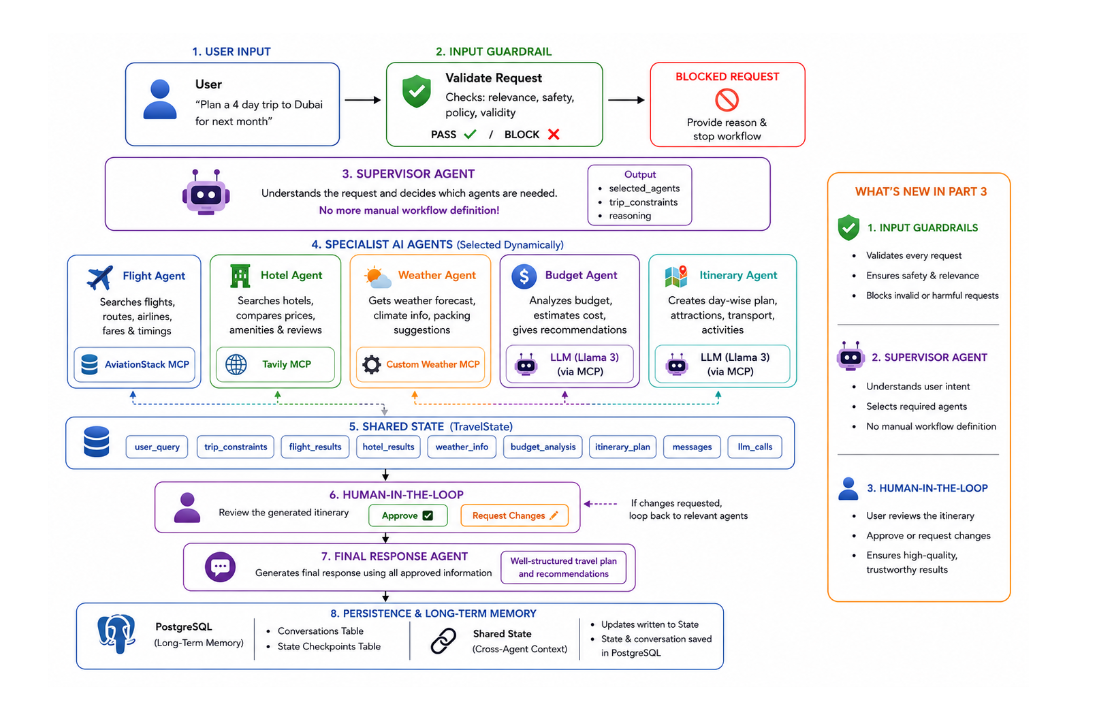 1. USER INPUT
User
“Plan a 4 day trip to Dubai
for next month”
2. INPUT GUARDRAIL
Validate Request
Checks: relevance, safety,
policy, validity
PASS ✓ / BLOCK ✗
BLOCKED REQUEST
Provide reason &
stop workflow
3. SUPERVISOR AGENT
Understands the request and decides which agents are needed.
No more manual workflow definition!
Output
• selected_agents
• trip_constraints
• reasoning
4. SPECIALIST AI AGENTS (Selected Dynamically)
Flight Agent
Searches flights,
routes, airlines,
fares & timings
AviationStack MCP
Hotel Agent
Searches hotels,
compares prices,
amenities & reviews
Tavily MCP
Weather Agent
Gets weather forecast,
climate info, packing
suggestions
Custom Weather MCP
$
Budget Agent
Analyzes budget,
estimates cost,
gives recommendations
LLM (Llama 3)
(via MCP)
Itinerary Agent
Creates day-wise plan,
attractions, transport,
activities
LLM (Llama 3)
(via MCP)
5. SHARED STATE (TravelState)
user_query
trip_constraints
flight_results
hotel_results
weather_info
budget_analysis
itinerary_plan
messages
llm_calls
6. HUMAN-IN-THE-LOOP
Review the generated itinerary
Approve
Request Changes
If changes requested,
loop back to relevant agents
7. FINAL RESPONSE AGENT
Generates final response using all approved information
Well-structured travel plan
and recommendations
8. PERSISTENCE & LONG-TERM MEMORY
PostgreSQL
(Long-Term Memory)
• Conversations Table
• State Checkpoints Table
Shared State
(Cross-Agent Context)
• Updates written to State
• State & conversation saved
in PostgreSQL
WHAT'S NEW IN PART 3
1. INPUT GUARDRAILS
• Validates every request
• Ensures safety & relevance
• Blocks invalid or harmful requests
2. SUPERVISOR AGENT
• Understands user intent
• Selects required agents
• No manual workflow definition
3. HUMAN-IN-THE-LOOP
• User reviews the itinerary
• Approve or request changes
• Ensures high-quality,
trustworthy results